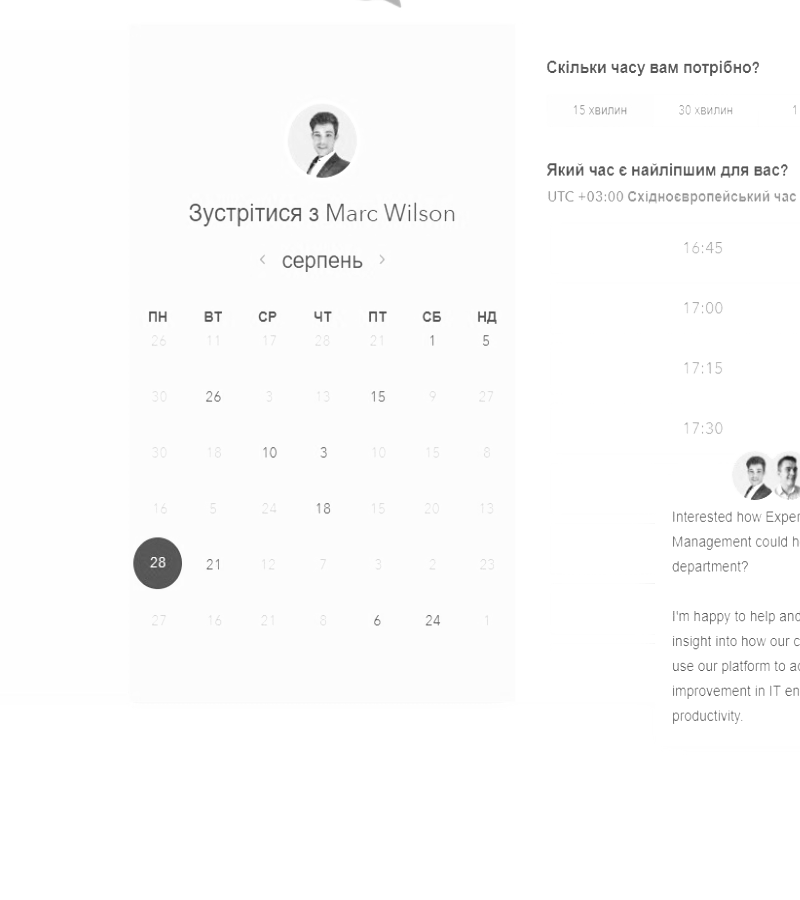 Зустрітися з Marc Wilson
‹ серпень ›
ПН ВТ СР ЧТ ПТ СБ НД
26 11 17 28 21 1 5
30 26 3 13 15 9 27
30 18 10 3 10 15 8
16 5 24 18 15 20 13
28 21 12 7 3 2 23
27 16 21 8 6 24 1
Скільки часу вам потрібно?
15 хвилин 30 хвилин 1
Який час є найліпшим для вас?
UTC +03:00 Східноєвропейський час
16:45
17:00
17:15
17:30
Interested how Exper
Management could h
department?
I'm happy to help and
insight into how our c
use our platform to a
improvement in IT en
productivity.